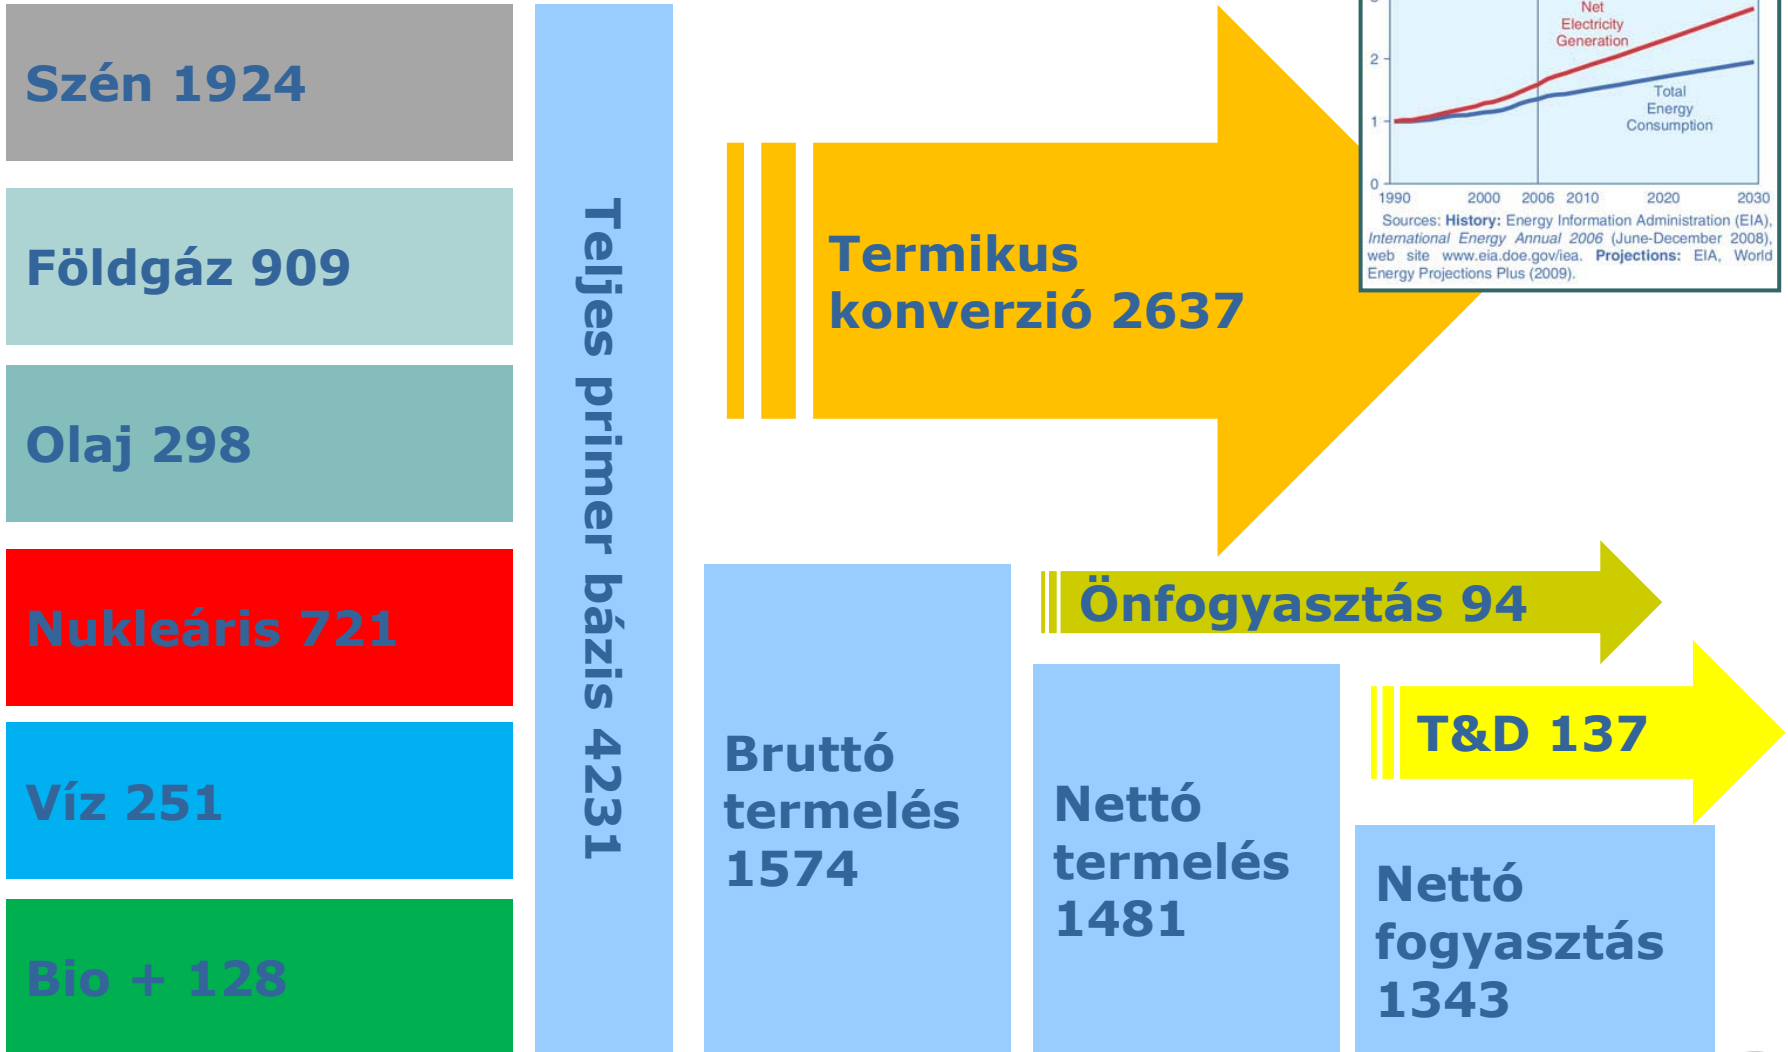 Szén 1924
Földgáz 909
Olaj 298
Nukleáris 721
Víz 251
Bio + 128
Teljes primer bázis 4231
Termikus
konverzió 2637
Bruttó
termelés
1574
Önfogyasztás 94
Nettó
termelés
1481
T&D 137
Nettó
fogyasztás
1343
Net
Electricity
Generation
2
Total
Energy
Consumption
1
0
1990 2000 2006 2010 2020 2030
Sources: History: Energy Information Administration (EIA),
International Energy Annual 2006 (June-December 2008),
web site www.eia.doe.gov/iea. Projections: EIA, World
Energy Projections Plus (2009).